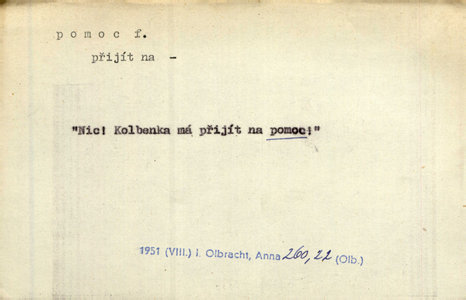 pomoc f.
přijít na -
"Nic! Kolbenka má přijít na pomoc!"
1951 (VIII.) I. Olbracht, Anna 260,22 (Olb.)